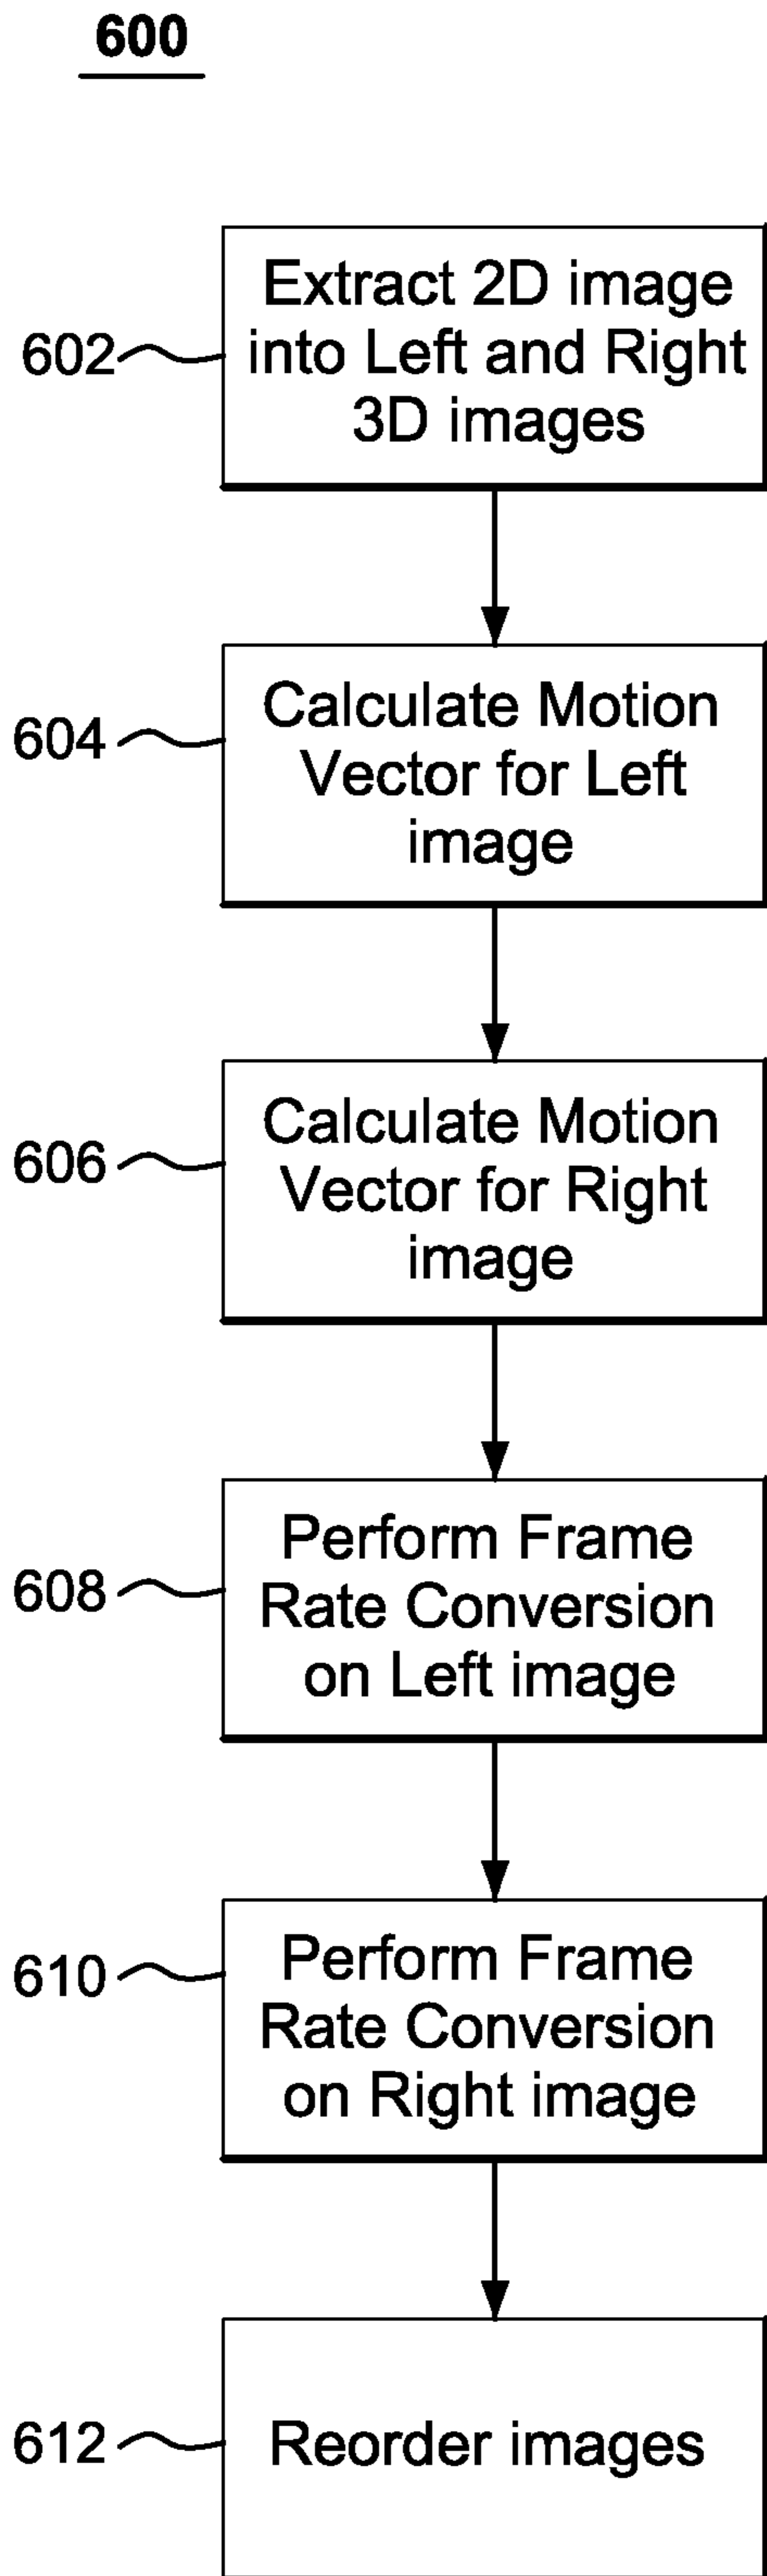 600
Extract 2D image
into Left and Right
3D images
602
Calculate Motion
Vector for Left
image
604
Calculate Motion
Vector for Right
image
606
Perform Frame
Rate Conversion
on Left image
608
Perform Frame
Rate Conversion
on Right image
610
Reorder images
612